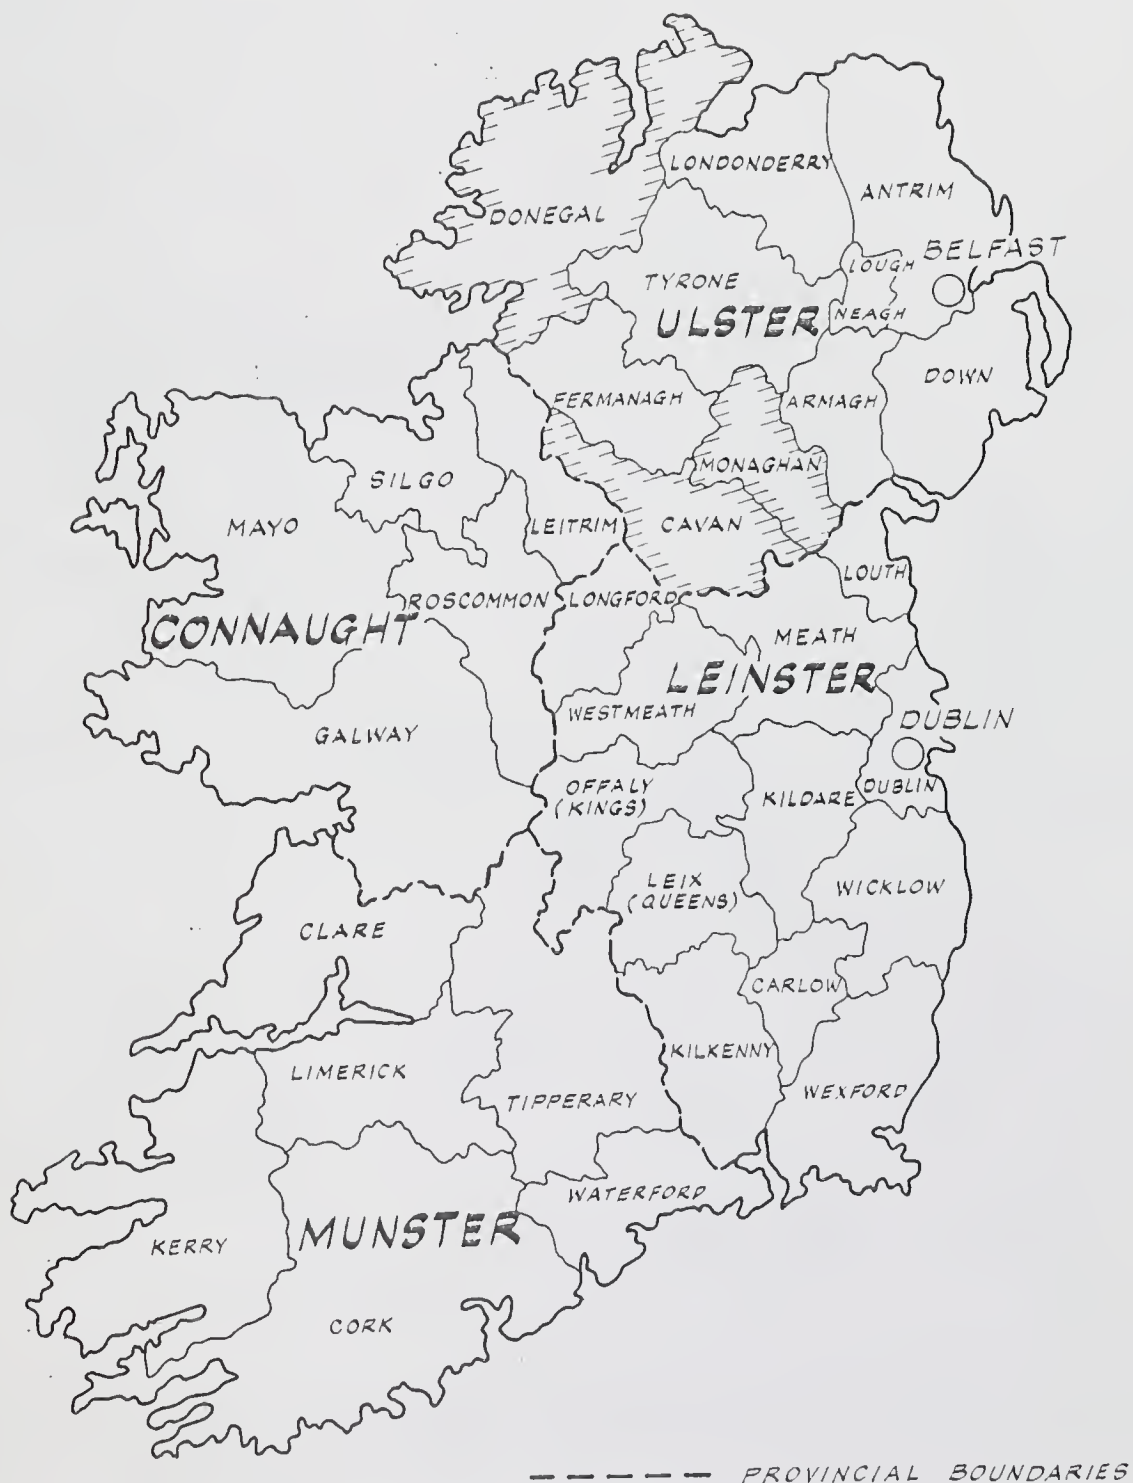 LONDONDERRY
ANTRIM
DONEGAL
BELFAST
LOUGH
NEAGH
TYRONE
ULSTER
DOWN
FERMANAGH
ARMAGH
MONAGHAN
SILGO
MAYO
LEITRIM
CAVAN
LOUTH
ROSCOMMON
LONGFORD
CONNAUGHT
MEATH
LEINSTER
WESTMEATH
GALWAY
DUBLIN
OFFALY
(KINGS)
KILDARE
DUBLIN
LEIX
(QUEENS)
WICKLOW
CLARE
CARLOW
KILKENNY
LIMERICK
TIPPERARY
WEXFORD
WATERFORD
MUNSTER
KERRY
CORK
PROVINCIAL BOUNDARIES